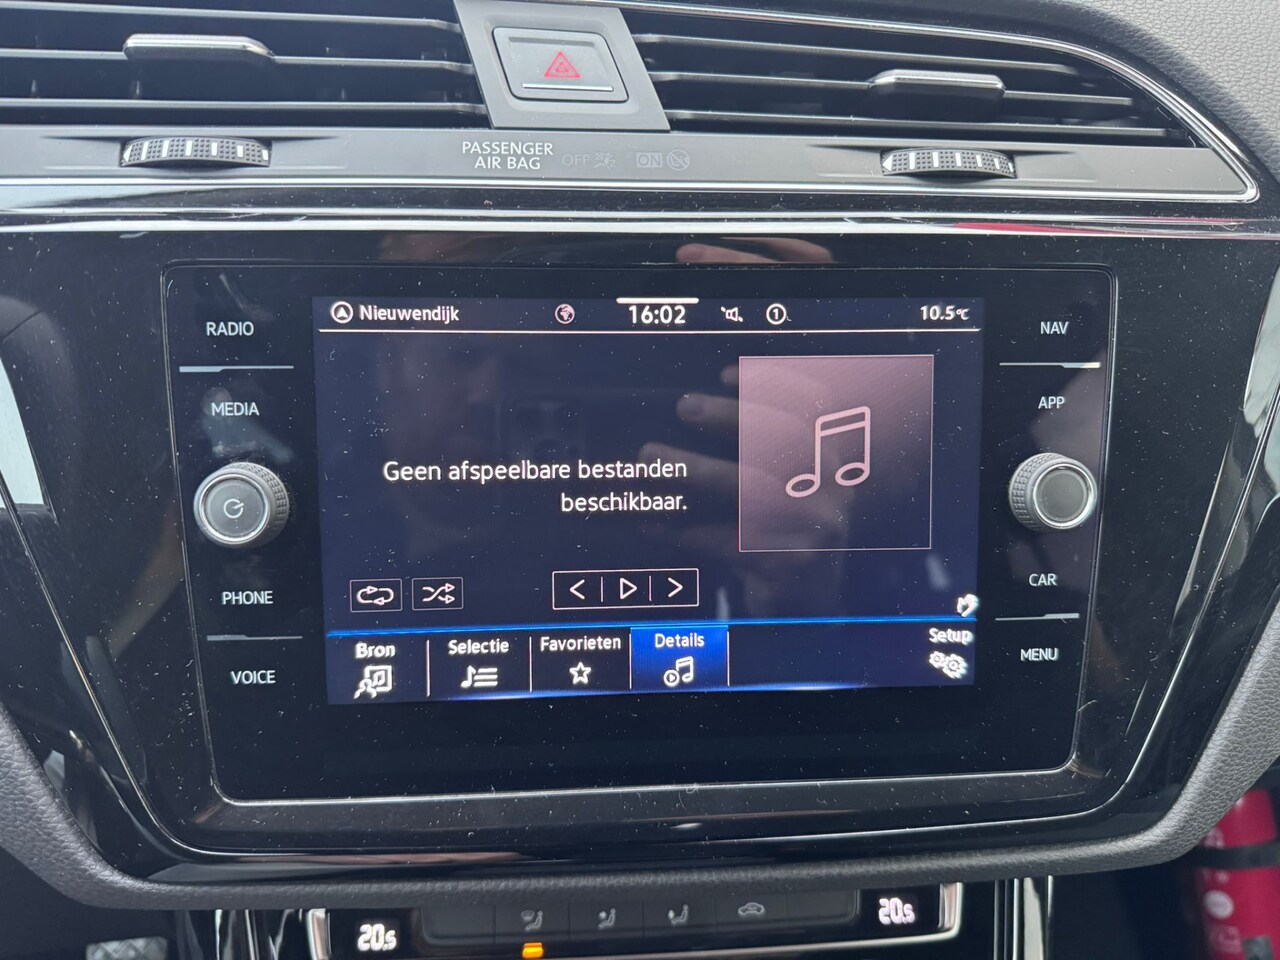 PASSENGER
AIR BAG OFF ON
Nieuwendijk 16:02 1 10.5°C
RADIO
NAV
MEDIA
APP
Geen afspeelbare bestanden
beschikbaar.
PHONE
CAR
Bron Selectie Favorieten Details Setup
VOICE
MENU
20.5 20.5